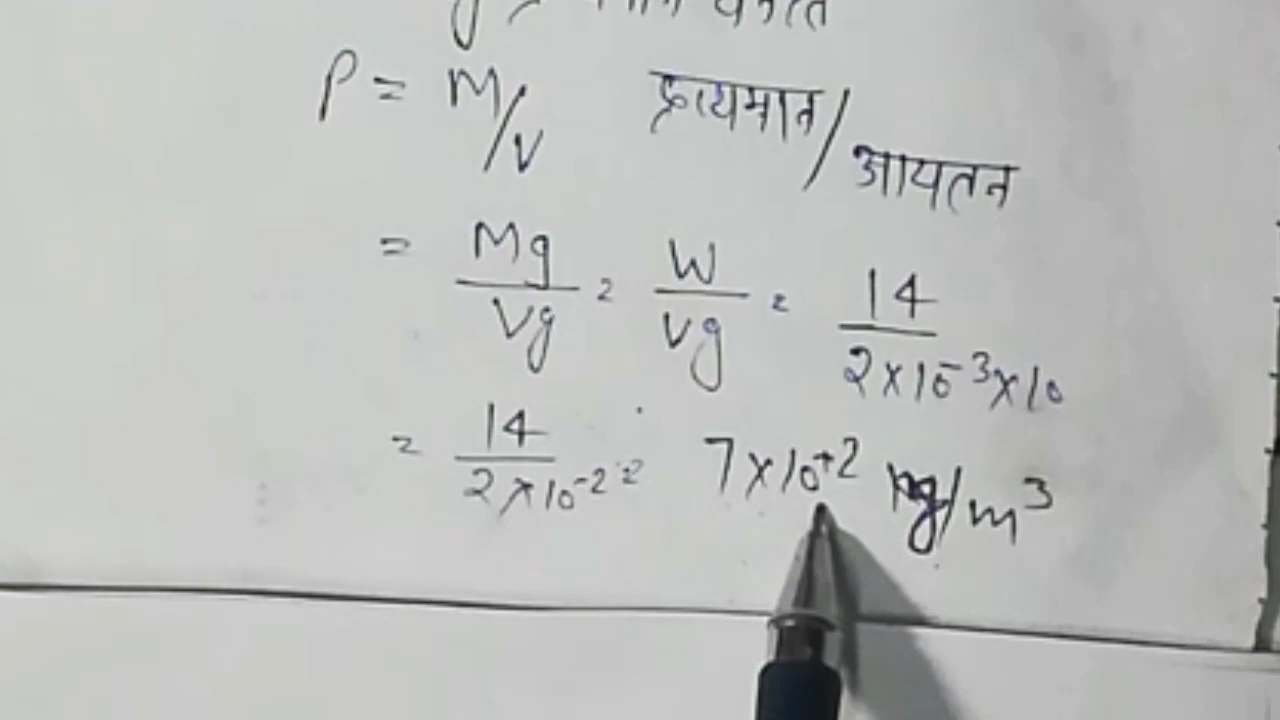 ρ = M/V द्रव्यमान/आयतन
= Mg/Vg = W/Vg = 14/2×10⁻³×10
= 14/2×10⁻² = 7×10⁺² kg/m³